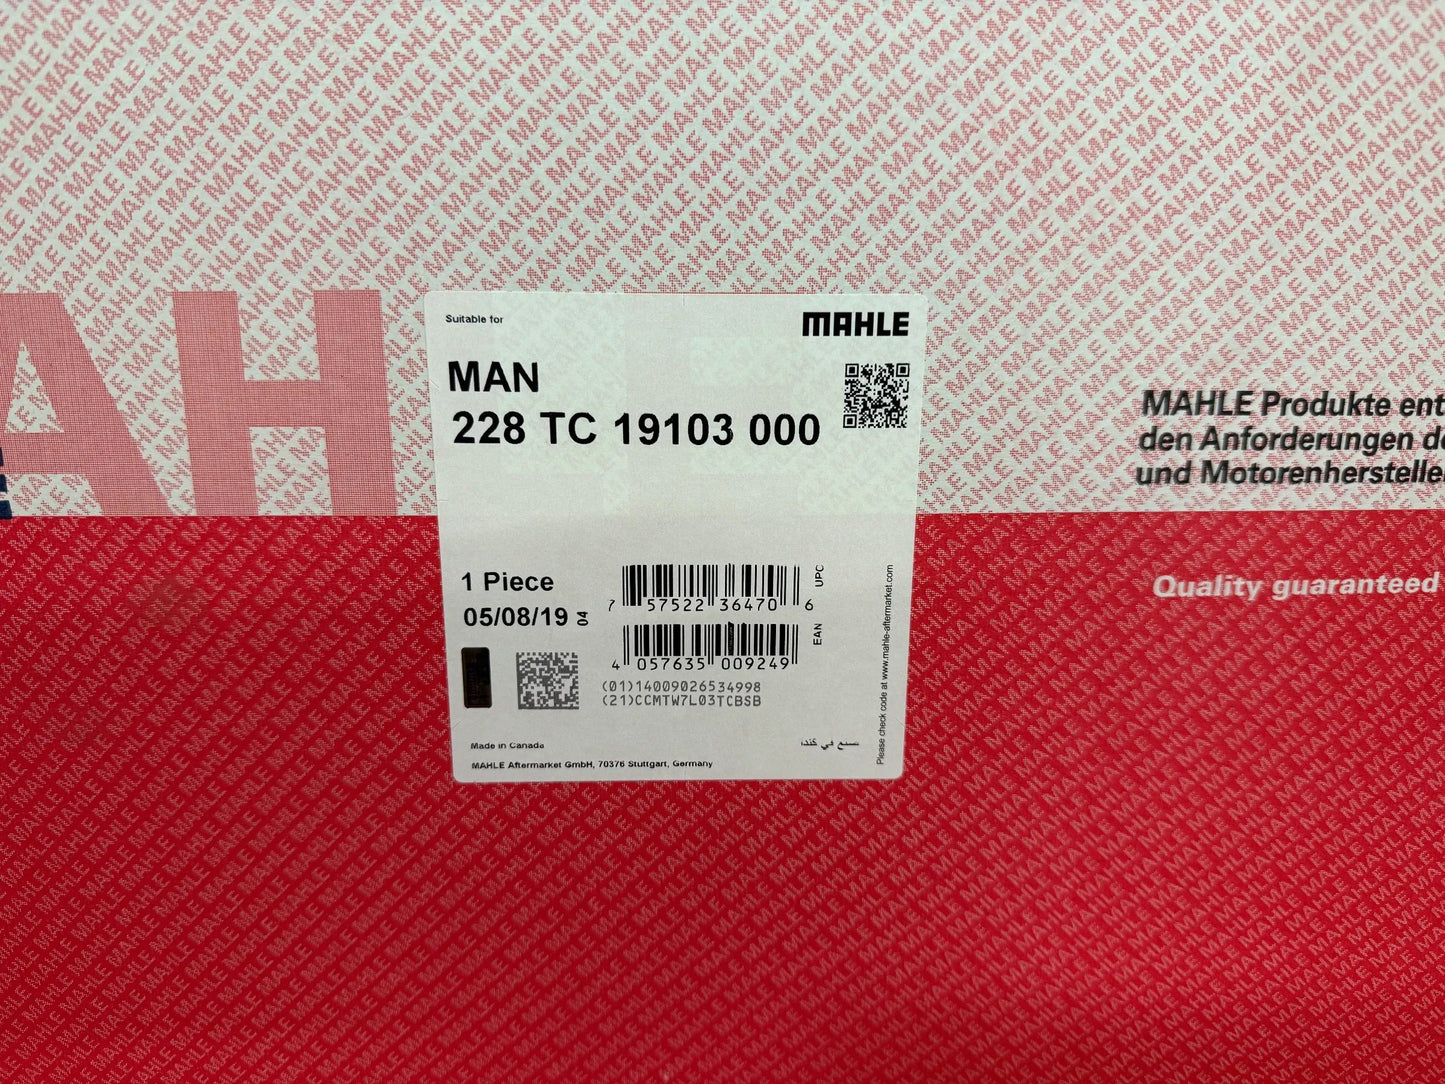 Suitable for
MAHLE
MAN
228 TC 19103 000
1 Piece
05/08/19 04
7 57522 36470 6
UPC
4 057635 009249
EAN
(01)14009026534998
(21)CCMTW7L03TCBSB
Made in Canada
صنع في كندا
MAHLE Aftermarket GmbH, 70376 Stuttgart, Germany
Please check code at www.mahle-aftermarket.com
AH
MAHLE Produkte ent
den Anforderungen de
und Motorenhersteller
Quality guaranteed